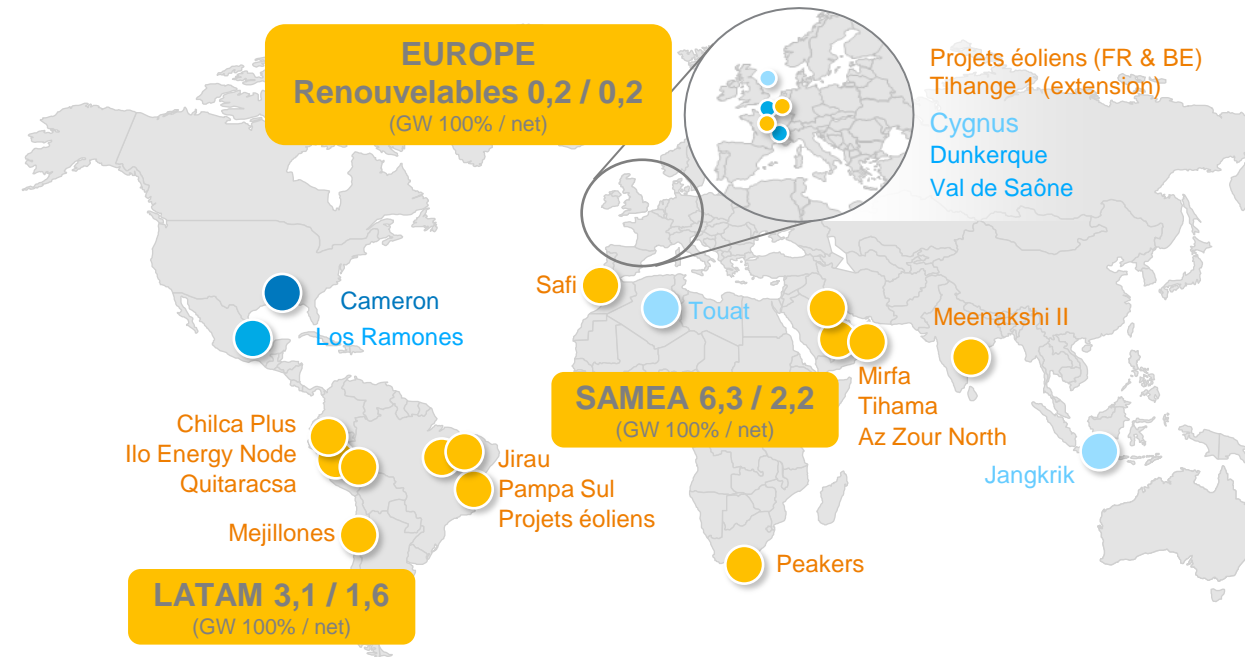 EUROPE
Renouvelables 0,2 / 0,2
(GW 100% / net)
Projets éoliens (FR & BE)
Tihange 1 (extension)
Cygnus
Dunkerque
Val de Saône
Cameron
Los Ramones
Safi
Touat
Meenakshi II
Mirfa
Tihama
Az Zour North
SAMEA 6,3 / 2,2
(GW 100% / net)
Chilca Plus
Ilo Energy Node
Quitaracsa
Jirau
Pampa Sul
Projets éoliens
Jangkrik
Mejillones
Peakers
LATAM 3,1 / 1,6
(GW 100% / net)